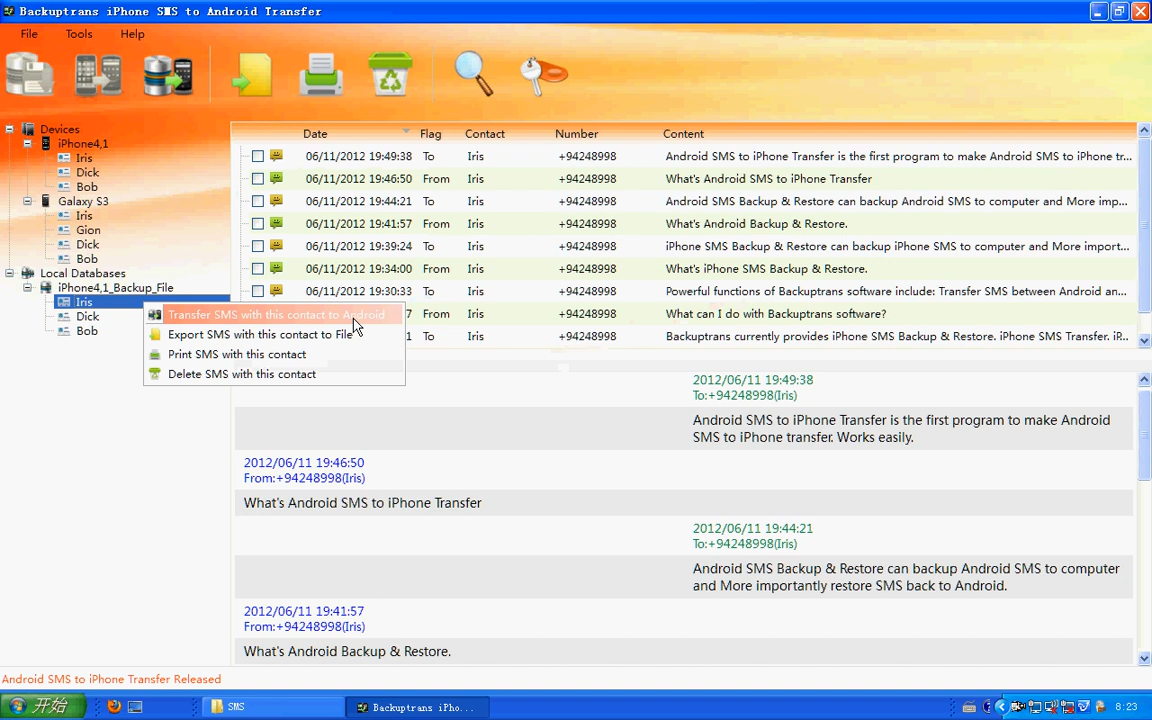 Backuptrans iPhone SMS to Android Transfer
File Tools Help
Devices
iPhone4,1
Iris
Dick
Bob
Galaxy S3
Iris
Gion
Dick
Bob
Local Databases
iPhone4,1_Backup_File
Iris
Dick
Bob
Transfer SMS with this contact to Android
Export SMS with this contact to File
Print SMS with this contact
Delete SMS with this contact
Date Flag Contact Number Content
06/11/2012 19:49:38 To Iris +94248998 Android SMS to iPhone Transfer is the first program to make Android SMS to iPhone tr...
06/11/2012 19:46:50 From Iris +94248998 What's Android SMS to iPhone Transfer
06/11/2012 19:44:21 To Iris +94248998 Android SMS Backup & Restore can backup Android SMS to computer and More imp...
06/11/2012 19:41:57 From Iris +94248998 What's Android Backup & Restore.
06/11/2012 19:39:24 To Iris +94248998 iPhone SMS Backup & Restore can backup iPhone SMS to computer and More import...
06/11/2012 19:34:00 From Iris +94248998 What's iPhone SMS Backup & Restore.
06/11/2012 19:30:33 To Iris +94248998 Powerful functions of Backuptrans software include: Transfer SMS between Android an...
7 From Iris +94248998 What can I do with Backuptrans software?
1 To Iris +94248998 Backuptrans currently provides iPhone SMS Backup & Restore. iPhone SMS Transfer. iR...
2012/06/11 19:49:38
To:+94248998(Iris)
Android SMS to iPhone Transfer is the first program to make Android
SMS to iPhone transfer. Works easily.
2012/06/11 19:46:50
From:+94248998(Iris)
What's Android SMS to iPhone Transfer
2012/06/11 19:44:21
To:+94248998(Iris)
Android SMS Backup & Restore can backup Android SMS to computer
and More importantly restore SMS back to Android.
2012/06/11 19:41:57
From:+94248998(Iris)
What's Android Backup & Restore.
Android SMS to iPhone Transfer Released
开始 SMS Backuptrans iPho... 8:23